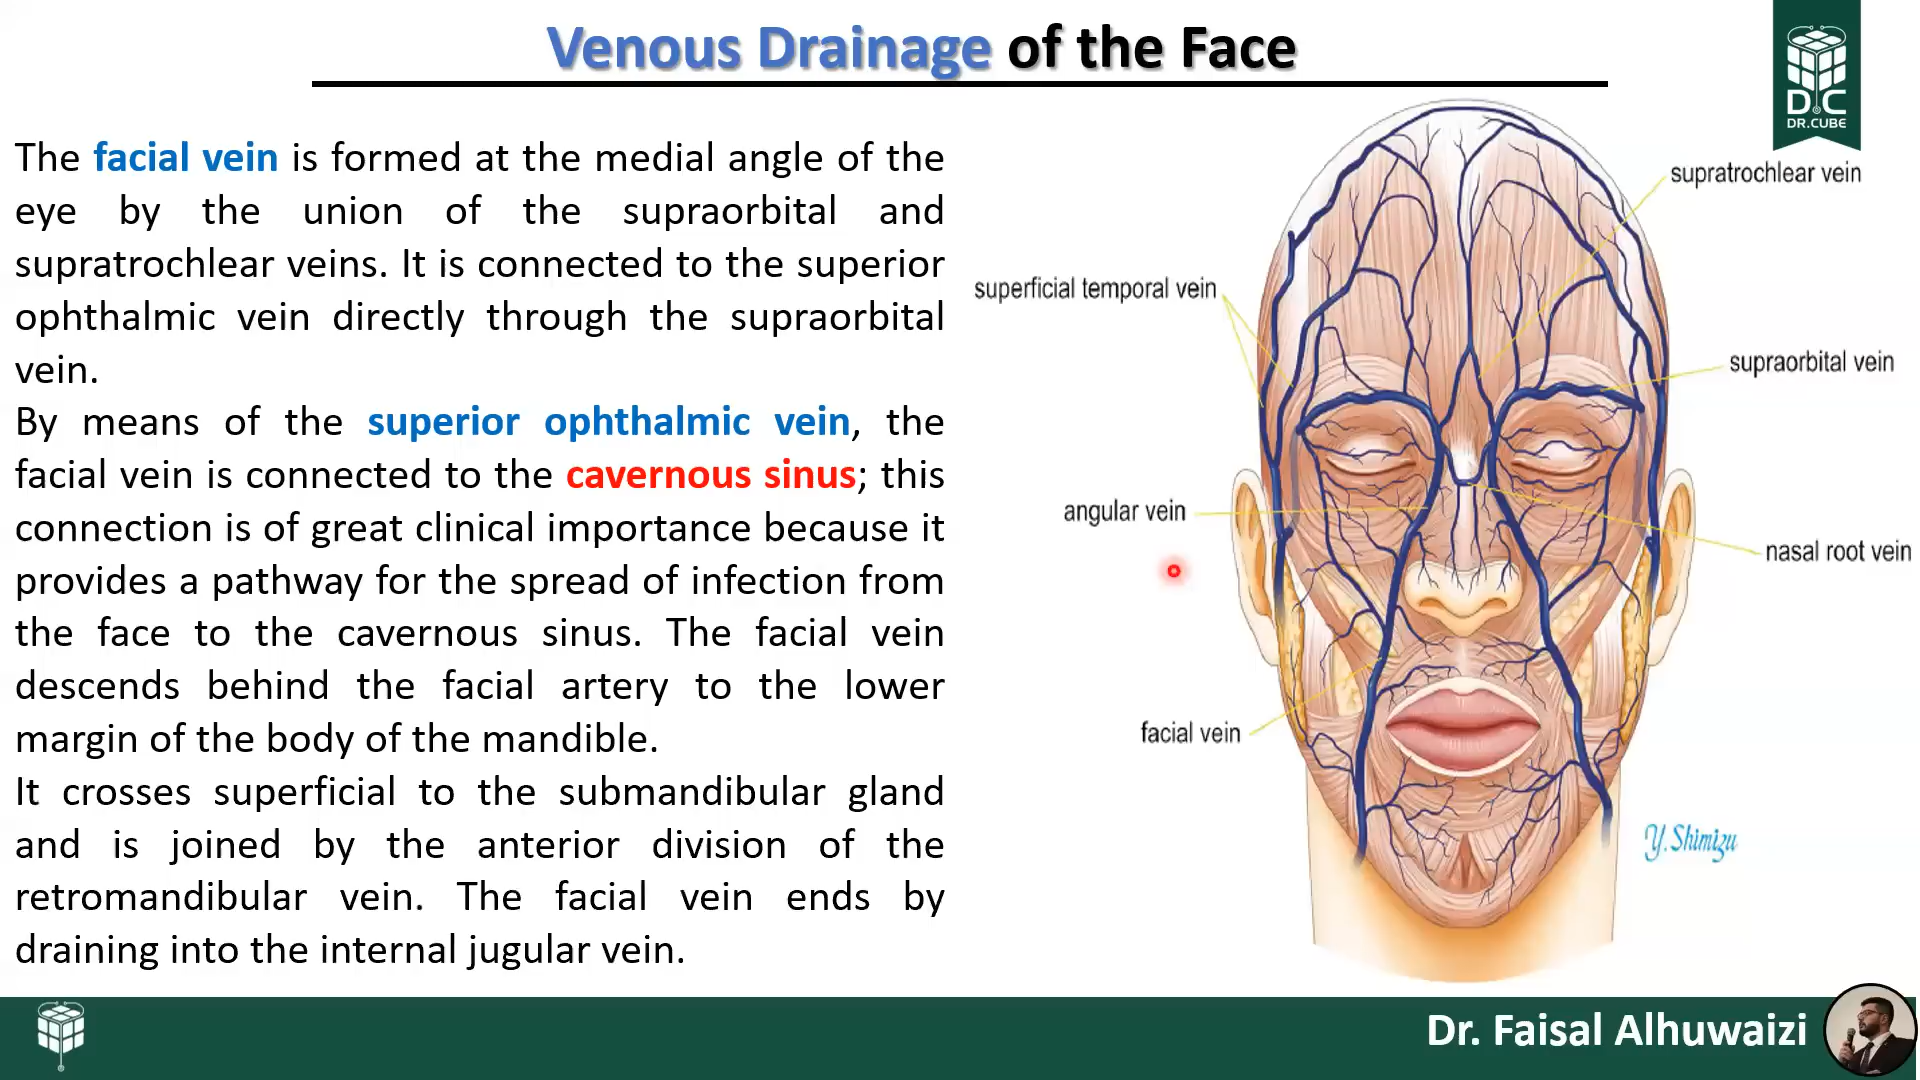 Venous Drainage of the Face
DC
DR.CUBE
The facial vein is formed at the medial angle of the
eye by the union of the supraorbital and
supratrochlear veins. It is connected to the superior
ophthalmic vein directly through the supraorbital
vein.
By means of the superior ophthalmic vein, the
facial vein is connected to the cavernous sinus; this
connection is of great clinical importance because it
provides a pathway for the spread of infection from
the face to the cavernous sinus. The facial vein
descends behind the facial artery to the lower
margin of the body of the mandible.
It crosses superficial to the submandibular gland
and is joined by the anterior division of the
retromandibular vein. The facial vein ends by
draining into the internal jugular vein.
supratrochlear vein
superficial temporal vein
supraorbital vein
angular vein
nasal root vein
facial vein
Y. Shimizu
Dr. Faisal Alhuwaizi